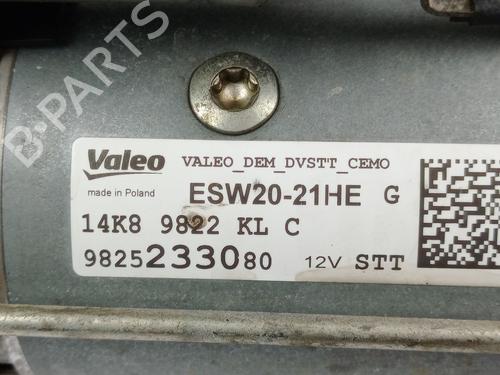 Valeo VALEO_DEM_DVSTT_CEMO
made in Poland ESW20-21HE G
14K8 9822 KL C
9825233080 12V STT
B-PARTS